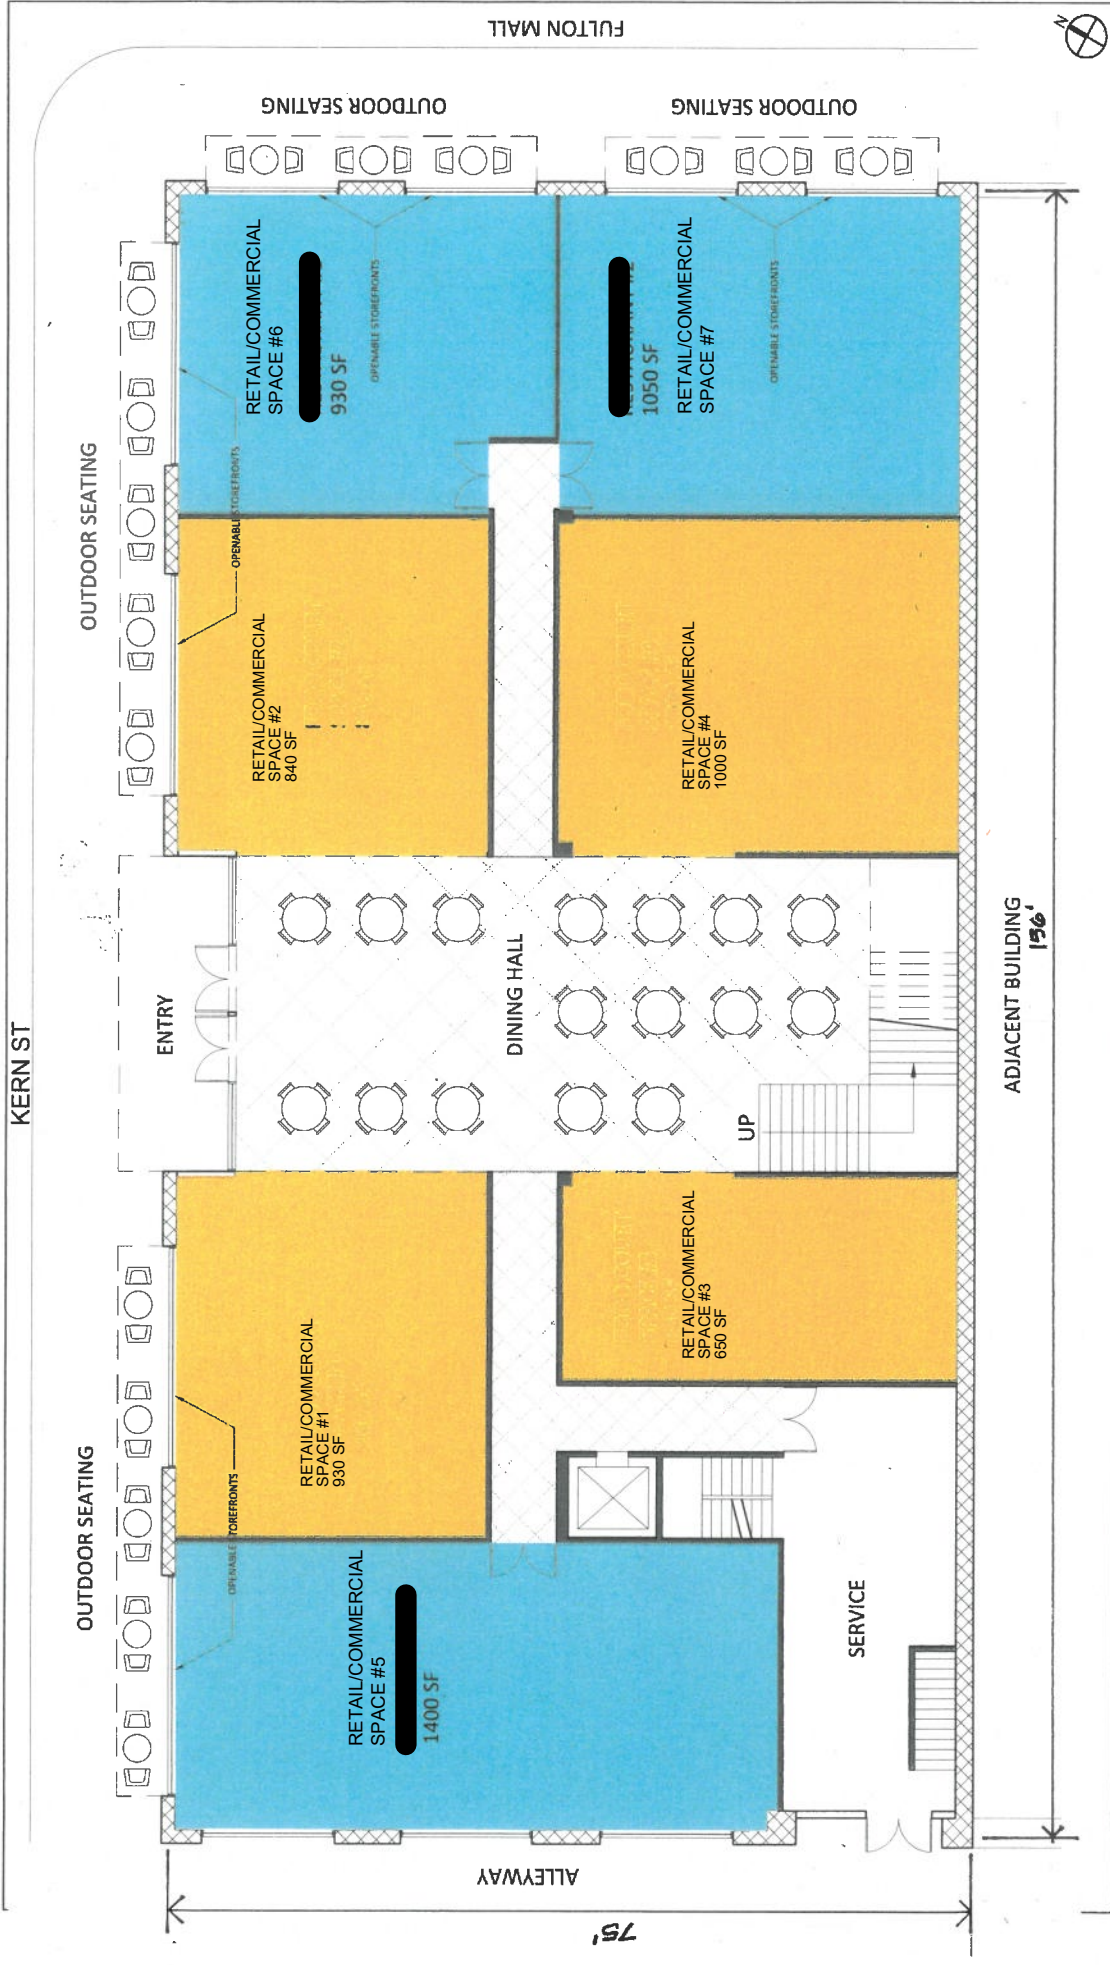 KERN ST
FULTON MALL
N
OUTDOOR SEATING
OUTDOOR SEATING
OUTDOOR SEATING
OUTDOOR SEATING
ENTRY
OPENABLE STOREFRONTS
OPENABLE STOREFRONTS
OPENABLE STOREFRONTS
OPENABLE STOREFRONTS
RETAIL/COMMERCIAL
SPACE #5
1400 SF
RETAIL/COMMERCIAL
SPACE #1
930 SF
RETAIL/COMMERCIAL
SPACE #2
840 SF
RETAIL/COMMERCIAL
SPACE #6
930 SF
DINING HALL
RETAIL/COMMERCIAL
SPACE #3
650 SF
RETAIL/COMMERCIAL
SPACE #4
1000 SF
1050 SF
RETAIL/COMMERCIAL
SPACE #7
UP
SERVICE
ALLEYWAY
75'
ADJACENT BUILDING
156'